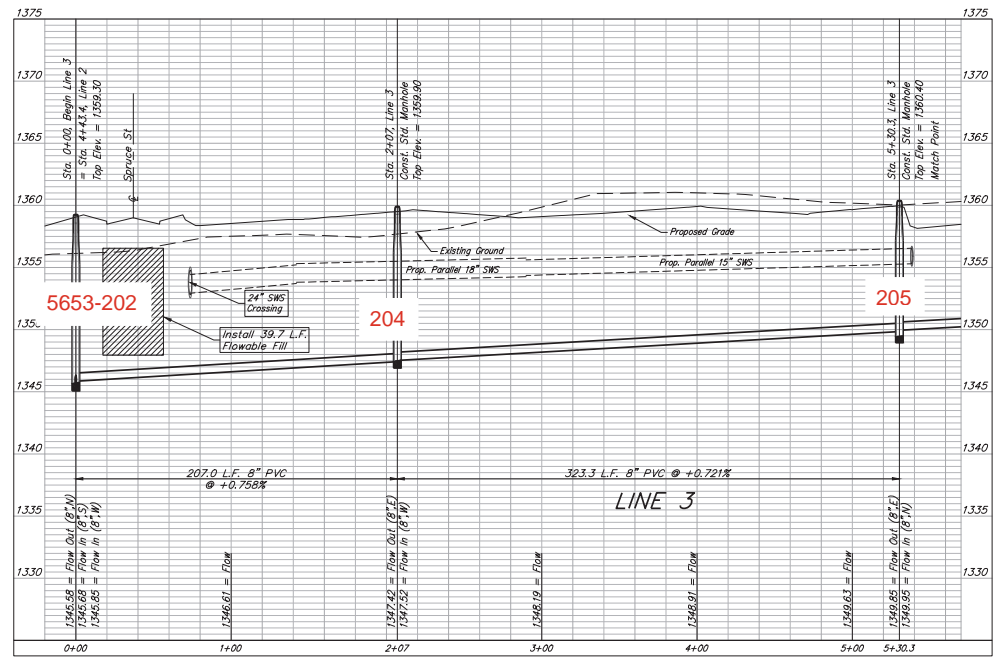 1375
1375
1370
1370
1365
1365
1360
1360
1355
1355
1350
1345
1345
1340
1340
1335
1335
1330
1330
Sta. 0+00, Begin Line 3
= Sta. 4+43.4, Line 2
Top Elev. = 1359.30
℄ Spruce St
Sta. 2+07, Line 3
Const. Std. Manhole
Top Elev. = 1359.90
Sta. 5+30.3, Line 3
Const. Std. Manhole
Top Elev. = 1360.40
Match Point
Proposed Grade
Existing Ground
Prop. Parallel 18" SWS
Prop. Parallel 15" SWS
24" SWS
Crossing
Install 39.7 L.F.
Flowable Fill
5653-202
204
205
207.0 L.F. 8" PVC
@ +0.758%
323.3 L.F. 8" PVC @ +0.721%
LINE 3
1345.58 = Flow Out (8",N)
1345.68 = Flow In (8",S)
1345.85 = Flow In (8",W)
1346.61 = Flow
1347.42 = Flow Out (8",E)
1347.52 = Flow In (8",W)
1348.19 = Flow
1348.91 = Flow
1349.63 = Flow
1349.85 = Flow Out (8",E)
1349.95 = Flow In (8",N)
0+00
1+00
2+07
3+00
4+00
5+00
5+30.3